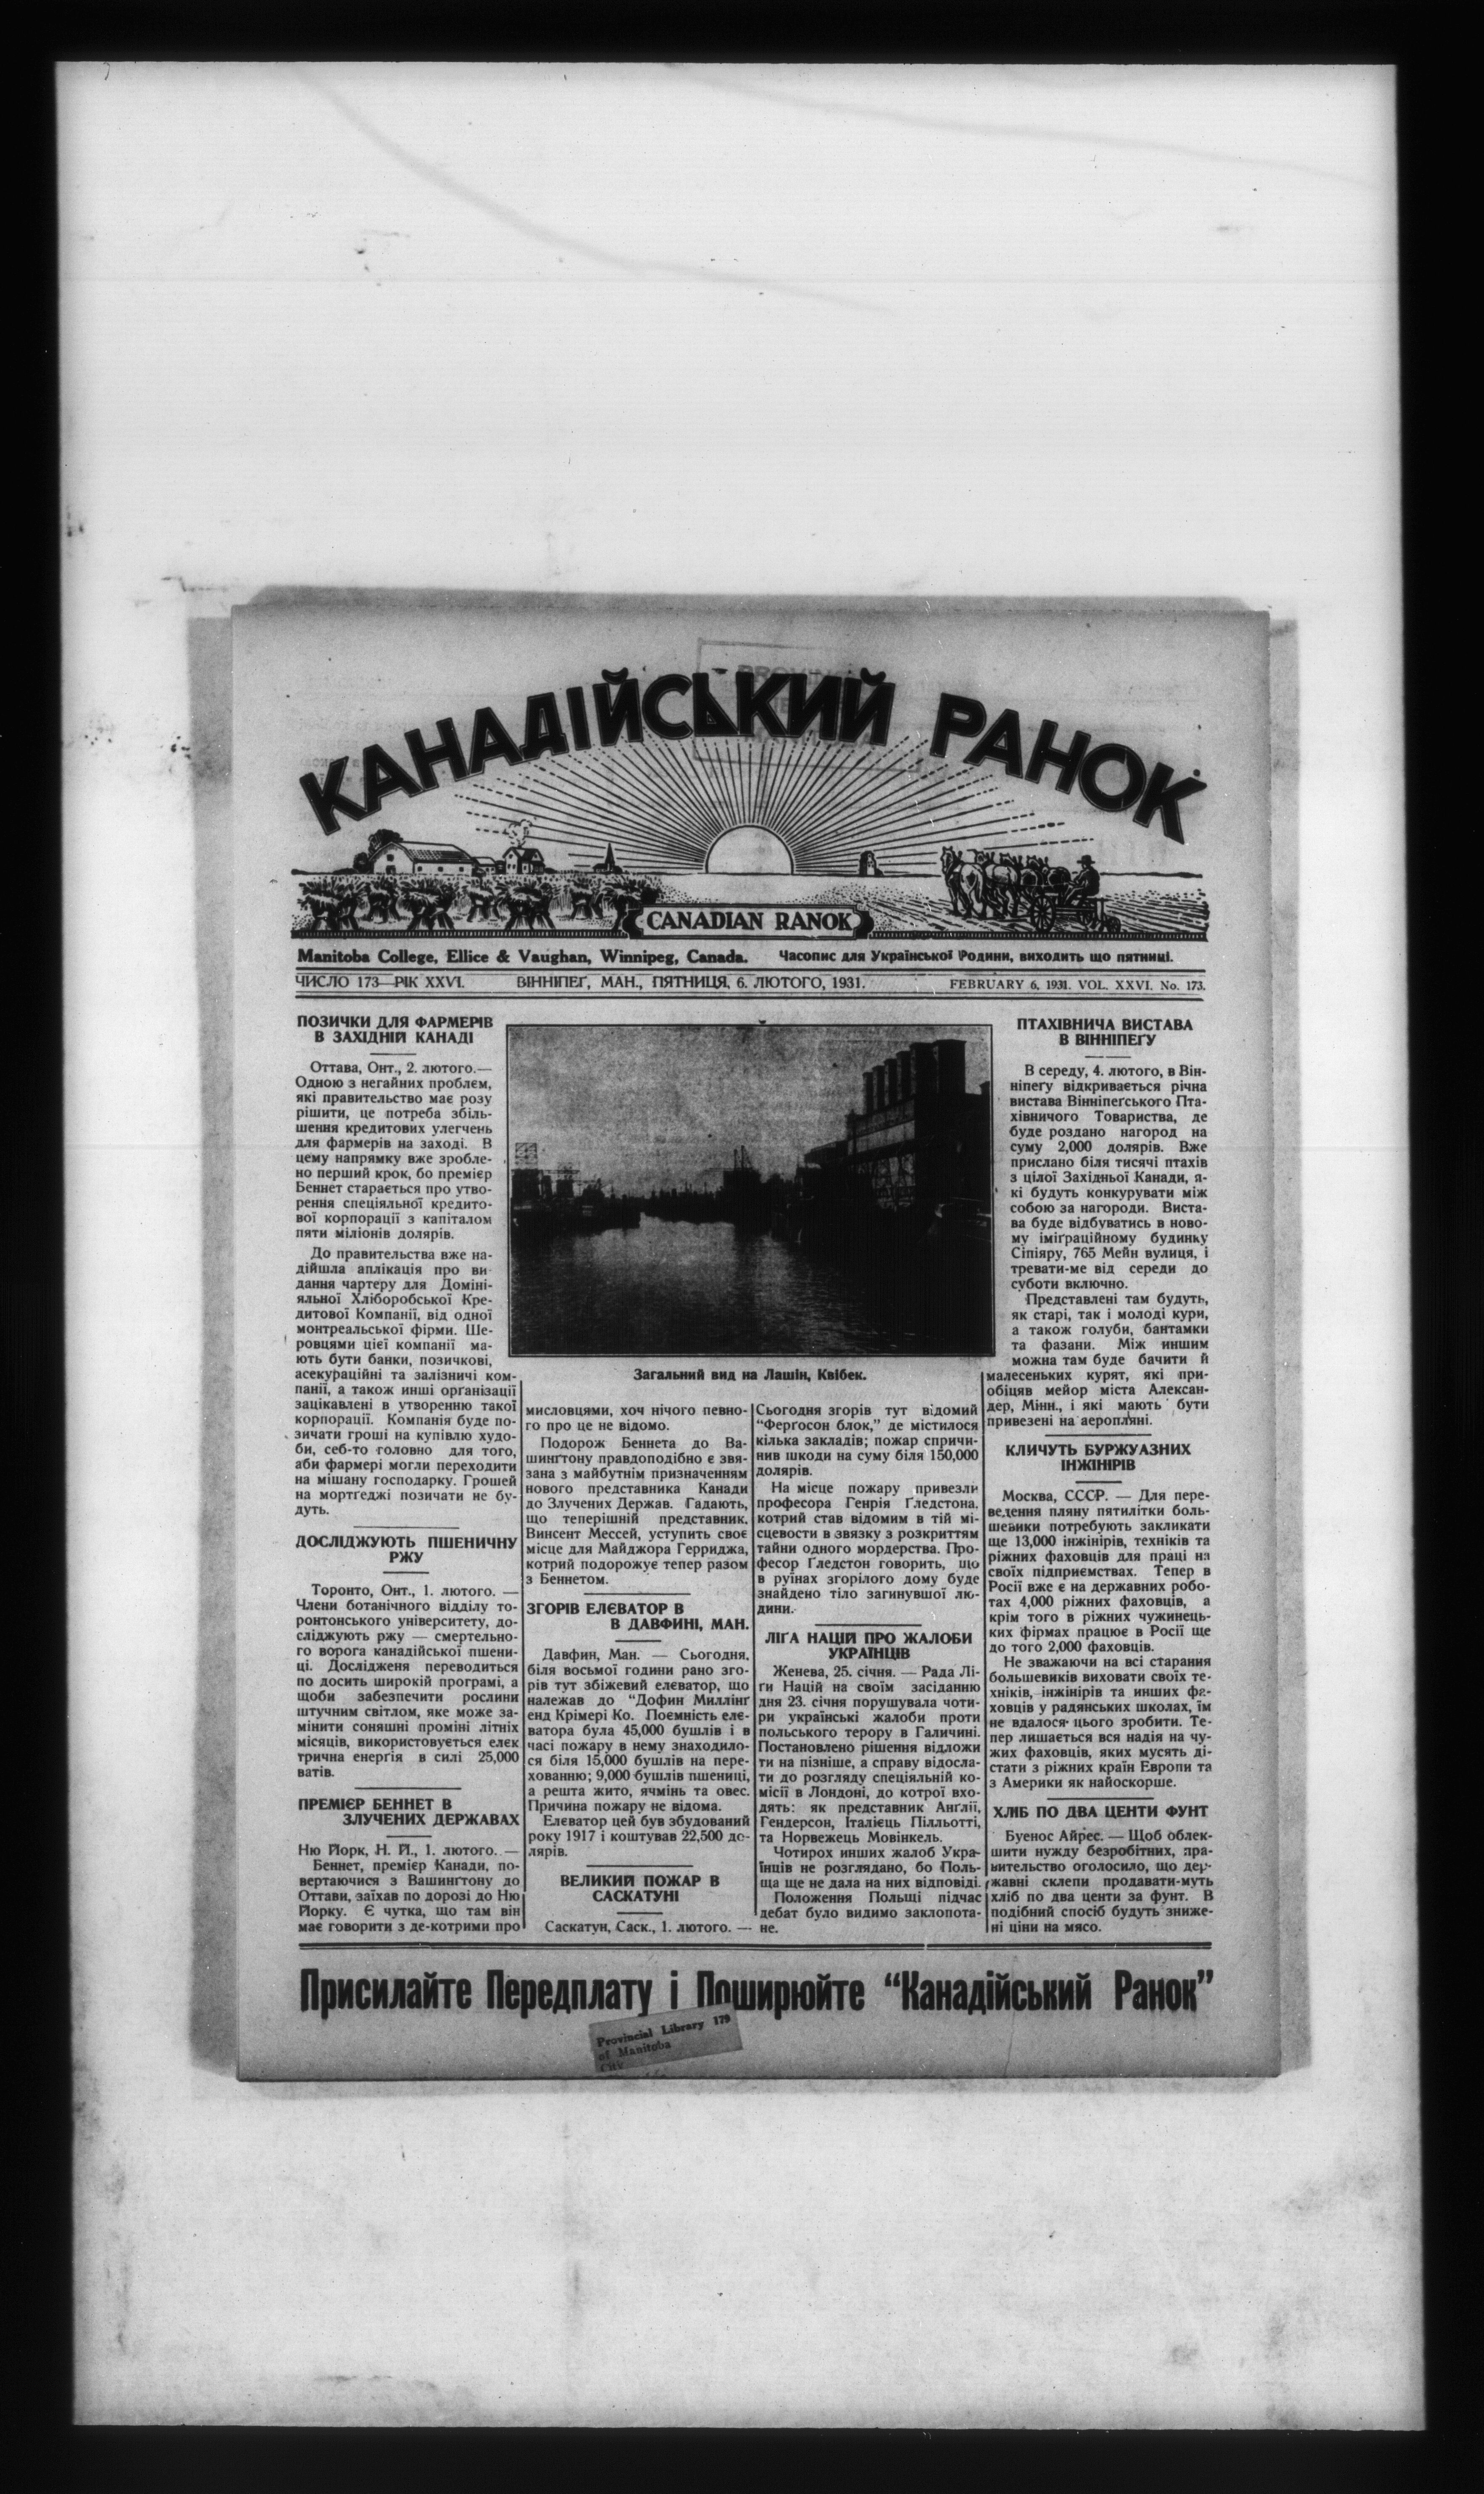 КАНАДІЙСЬКИЙ РАНОК
CANADIAN RANOK
Manitoba College, Ellice & Vaughan, Winnipeg, Canada. Часопис для Української Родини, виходить що пятниці.
ЧИСЛО 173—РІК XXVI. ВІННІПЕҐ, МАН., ПЯТНИЦЯ, 6. ЛЮТОГО, 1931. FEBRUARY 6, 1931. VOL. XXVI. No. 173.
ПОЗИЧКИ ДЛЯ ФАРМЕРІВ
В ЗАХІДНІЙ КАНАДІ
Оттава, Онт., 2. лютого.—
Одною з негайних проблєм,
які правительство має розу
рішити, це потреба збіль-
шення кредитових улегчень
для фармерів на заході. В
цему напрямку вже зробле-
но перший крок, бо премієр
Беннет старається про утво-
рення спеціяльної кредито-
вої корпорації з капіталом
пяти міліонів долярів.
До правительства вже на-
дійшла аплікація про ви
дання чартеру для Доміні-
яльної Хліборобської Кре-
дитової Компанії, від одної
монтреальської фірми. Ше-
ровцями цієї компанії ма-
ють бути банки, позичкові,
асекураційні та залізничі ком-
панії, а також инші організації
зацікавлені в утворенню такої
корпорації. Компанія буде по-
зичати гроші на купівлю худо-
би, себ-то головно для того,
аби фармері могли переходити
на мішану господарку. Грошей
на мортгеджі позичати не бу-
дуть.
ДОСЛІДЖУЮТЬ ПШЕНИЧНУ
РЖУ
Торонто, Онт., 1. лютого. —
Члени ботанічного відділу то-
ронтонського університету, до-
сліджують ржу — смертельно-
го ворога канадійської пшени-
ці. Дослідженя переводиться
по досить широкій програмі, а
щоби забезпечити рослини
штучним світлом, яке може за-
мінити соняшні проміні літніх
місяців, використовується елек
трична енерґія в силі 25,000
ватів.
ПРЕМІЄР БЕННЕТ В
ЗЛУЧЕНИХ ДЕРЖАВАХ
Ню Йорк, Н. Й., 1. лютого. —
Беннет, премієр Канади, по-
вертаючися з Вашинґтону до
Оттави, заїхав по дорозі до Ню
Йорку. Є чутка, що там він
має говорити з де-котрими про
Загальний вид на Лашін, Квібек.
мисловцями, хоч нічого певно-
го про це не відомо.
Подорож Беннета до Ва-
шинґтону правдоподібно є звя-
зана з майбутнім призначенням
нового представника Канади
до Злучених Держав. Гадають,
що теперішній представник,
Винсент Мессей, уступить своє
місце для Майджора Герриджа,
котрий подорожує тепер разом
з Беннетом.
ЗГОРІВ ЕЛЄВАТОР В
В ДАВФИНІ, МАН.
Давфин, Ман. — Сьогодня,
біля восьмої години рано зго-
рів тут збіжевий елєватор, що
належав до “Дофин Миллінґ
енд Крімері Ко. Поємність елє-
ватора була 45,000 бушлів і в
часі пожару в нему знаходило-
ся біля 15,000 бушлів на пере-
хованню; 9,000 бушлів пшениці,
а решта жито, ячмінь та овес.
Причина пожару не відома.
Елєватор цей був збудований
року 1917 і коштував 22,500 до-
лярів.
ВЕЛИКИЙ ПОЖАР В
САСКАТУНІ
Саскатун, Саск., 1. лютого. —
Сьогодня згорів тут відомий
“Ферґосон блок,” де містилося
кілька закладів; пожар спричи-
нив шкоди на суму біля 150,000
долярів.
На місце пожару привезли
професора Генрія Ґледстона,
котрий став відомим в тій мі-
сцевости в звязку з розкриттям
тайни одного мордерства. Про-
фесор Ґледстон говорить, що
в руїнах згорілого дому буде
знайдено тіло загинувшої лю-
дини.
ЛІҐА НАЦІЙ ПРО ЖАЛОБИ
УКРАЇНЦІВ
Женева, 25. січня. — Рада Лі-
ґи Націй на своїм засіданню
дня 23. січня порушувала чоти-
ри українські жалоби проти
польського терору в Галичині.
Постановлено рішення відложи
ти на пізніше, а справу відосла-
ти до розгляду спеціяльній ко-
місії в Лондоні, до котрої вхо-
дять: як представник Анґлії,
Гендерсон, Італієць Пілльотті,
та Норвежець Мовінкель.
Чотирох инших жалоб Укра-
їнців не розглядано, бо Поль-
ща ще не дала на них відповіді.
Положення Польщі підчас
дебат було видимо заклопота-
не.
ПТАХІВНИЧА ВИСТАВА
В ВІННІПЕҐУ
В середу, 4. лютого, в Він-
ніпеґу відкривається річна
вистава Вінніпеґського Пта-
хівничого Товариства, де
буде роздано нагород на
суму 2,000 долярів. Вже
прислано біля тисячі птахів
з цілої Західньої Канади, я-
кі будуть конкурувати між
собою за нагороди. Виста-
ва буде відбуватись в ново-
му іміґраційному будинку
Сіпіяру, 765 Мейн вулиця, і
тревати-ме від середи до
суботи включно.
Представлені там будуть,
як старі, так і молоді кури,
а також голуби, бантамки
та фазани. Між иншим
можна там буде бачити й
малесеньких курят, які при-
обіцяв мейор міста Алексан-
дер, Мінн., і які мають бути
привезені на аеропляні.
КЛИЧУТЬ БУРЖУАЗНИХ
ІНЖІНІРІВ
Москва, СССР. — Для пере-
ведення пляну пятилітки боль-
шевики потребують закликати
ще 13,000 інжінірів, техніків та
ріжних фаховців для праці на
своїх підприємствах. Тепер в
Росії вже є на державних робо-
тах 4,000 ріжних фаховців, а
крім того в ріжних чужинець-
ких фірмах працює в Росії ще
до того 2,000 фаховців.
Не зважаючи на всі старання
большевиків виховати своїх те-
хніків, інжінірів та инших фа-
ховців у радянських школах, їм
не вдалося цього зробити. Те-
пер лишається вся надія на чу-
жих фаховців, яких мусять ді-
стати з ріжних країн Европи та
з Америки як найоскорше.
ХЛІБ ПО ДВА ЦЕНТИ ФУНТ
Буенос Айрес. — Щоб облек-
шити нужду безробітних, пра-
вительство оголосило, що дер-
жавні склепи продавати-муть
хліб по два центи за фунт. В
подібний спосіб будуть зниже-
ні ціни на мясо.
Присилайте Передплату і Поширюйте “Канадійський Ранок”
Provincial Library 179
of Manitoba
City